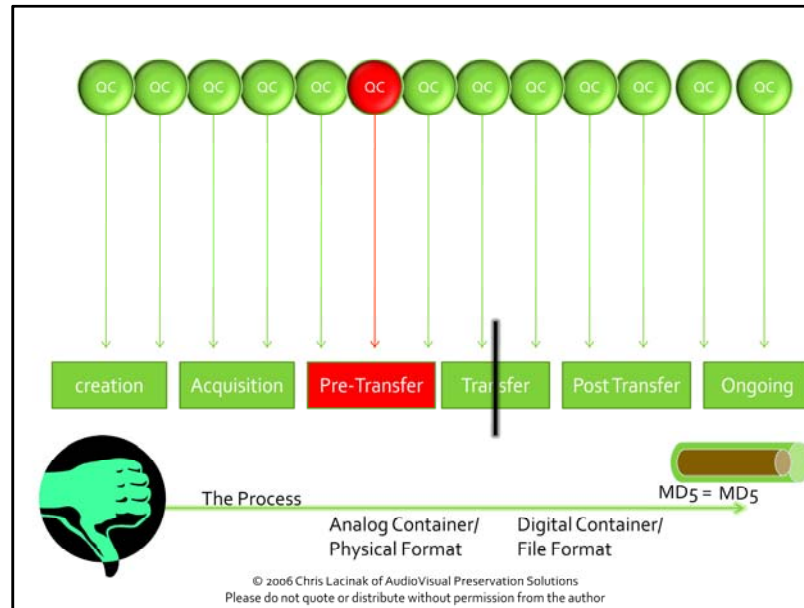 QC QC QC QC QC QC QC QC QC QC QC QC QC
creation Acquisition Pre-Transfer Transfer Post Transfer Ongoing
MD5 = MD5
The Process
Analog Container/
Physical Format
Digital Container/
File Format
© 2006 Chris Lacinak of AudioVisual Preservation Solutions
Please do not quote or distribute without permission from the author